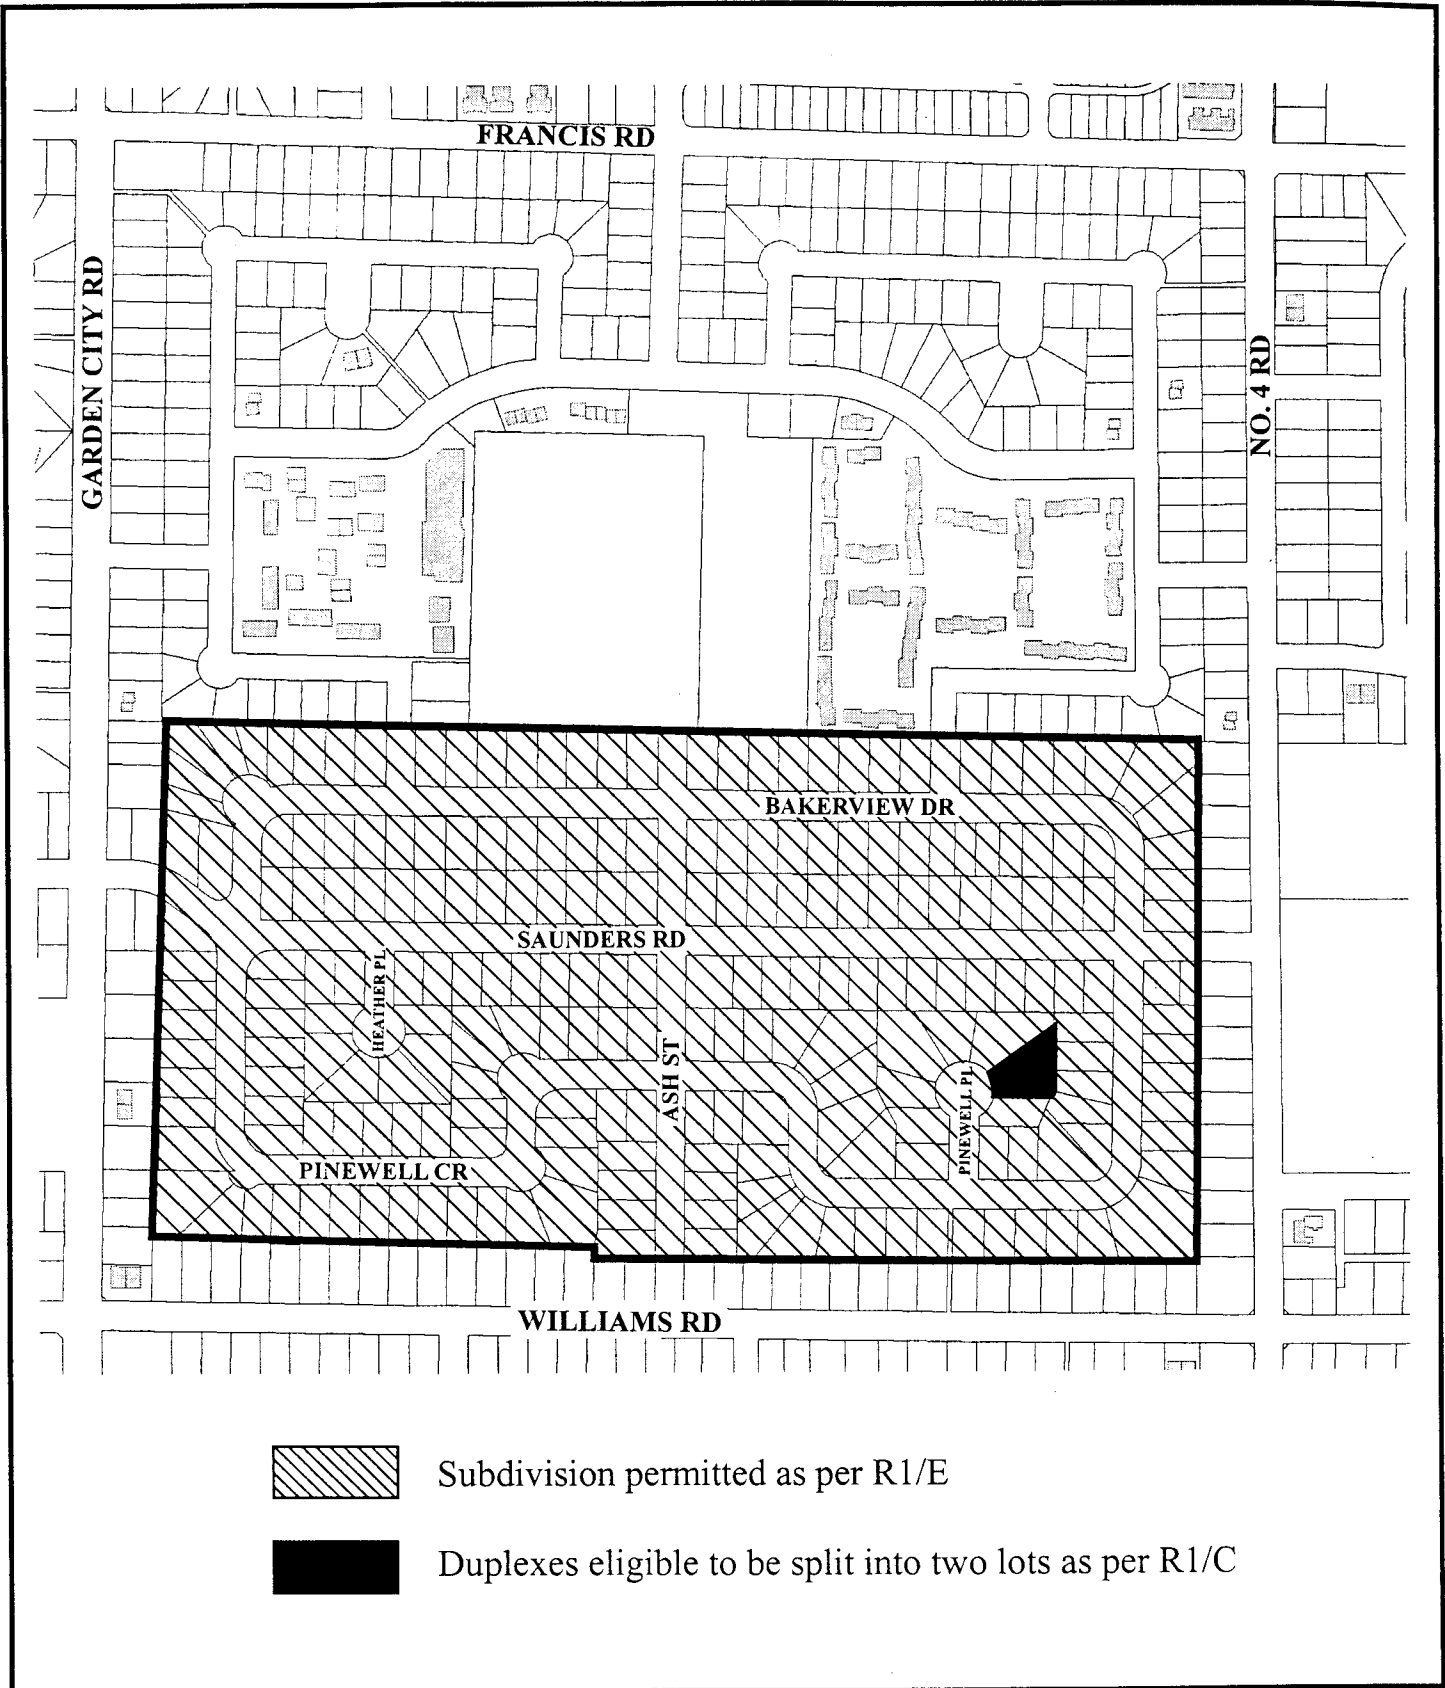 FRANCIS RD
GARDEN CITY RD
NO. 4 RD
BAKERVIEW DR
SAUNDERS RD
HEATHER PL
ASH ST
PINEWELL PL
PINEWELL CR
WILLIAMS RD
Subdivision permitted as per R1/E
Duplexes eligible to be split into two lots as per R1/C